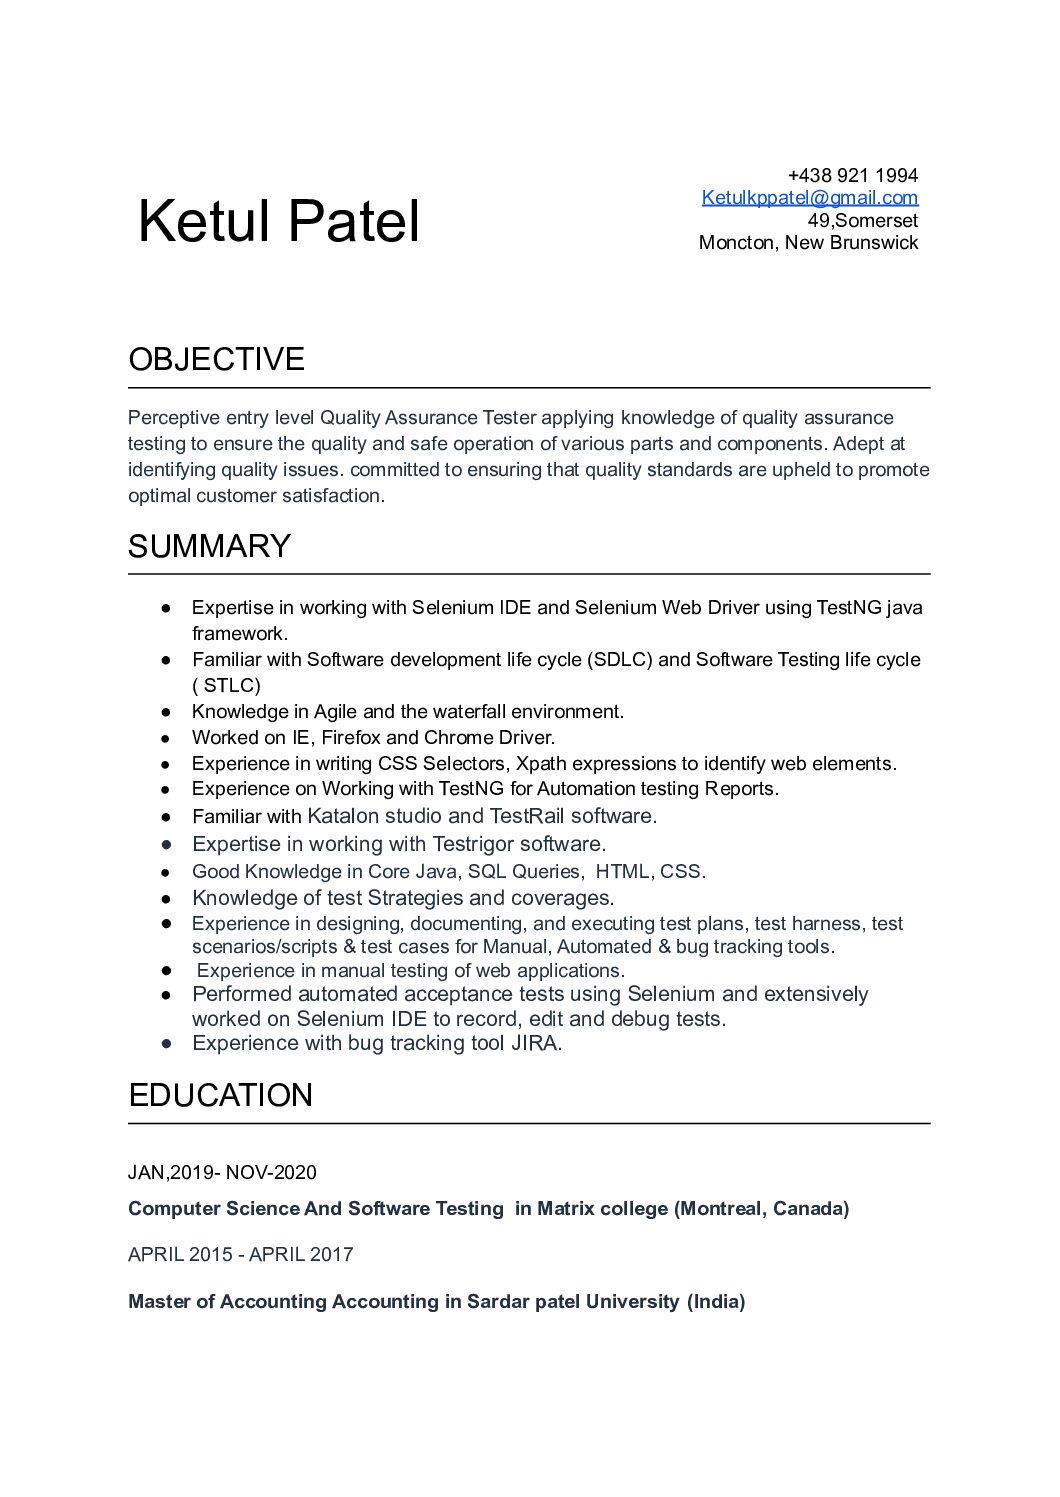 Ketul Patel
+438 921 1994
Ketulkppatel@gmail.com
49,Somerset
Moncton, New Brunswick
OBJECTIVE
Perceptive entry level Quality Assurance Tester applying knowledge of quality assurance
testing to ensure the quality and safe operation of various parts and components. Adept at
identifying quality issues. committed to ensuring that quality standards are upheld to promote
optimal customer satisfaction.
SUMMARY
● Expertise in working with Selenium IDE and Selenium Web Driver using TestNG java
framework.
● Familiar with Software development life cycle (SDLC) and Software Testing life cycle
( STLC)
● Knowledge in Agile and the waterfall environment.
● Worked on IE, Firefox and Chrome Driver.
● Experience in writing CSS Selectors, Xpath expressions to identify web elements.
● Experience on Working with TestNG for Automation testing Reports.
● Familiar with Katalon studio and TestRail software.
● Expertise in working with Testrigor software.
● Good Knowledge in Core Java, SQL Queries,  HTML, CSS.
● Knowledge of test Strategies and coverages.
● Experience in designing, documenting, and executing test plans, test harness, test
scenarios/scripts & test cases for Manual, Automated & bug tracking tools.
● Experience in manual testing of web applications.
● Performed automated acceptance tests using Selenium and extensively
worked on Selenium IDE to record, edit and debug tests.
● Experience with bug tracking tool JIRA.
EDUCATION
JAN,2019- NOV-2020
Computer Science And Software Testing  in Matrix college (Montreal, Canada)
APRIL 2015 - APRIL 2017
Master of Accounting Accounting in Sardar patel University (India)